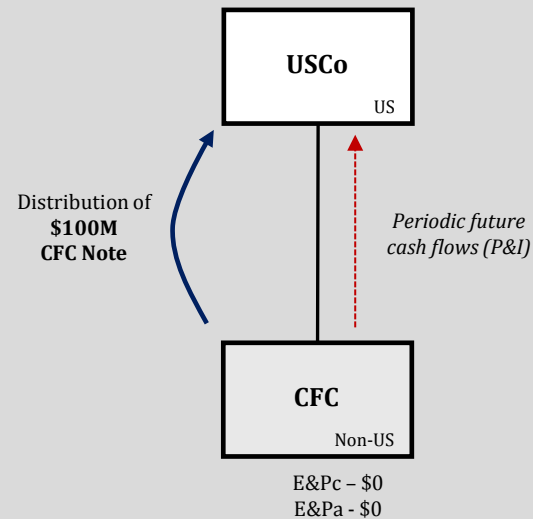 USCo
US
Distribution of
$100M
CFC Note
Periodic future
cash flows (P&I)
CFC
Non-US
E&Pc – $0
E&Pa - $0